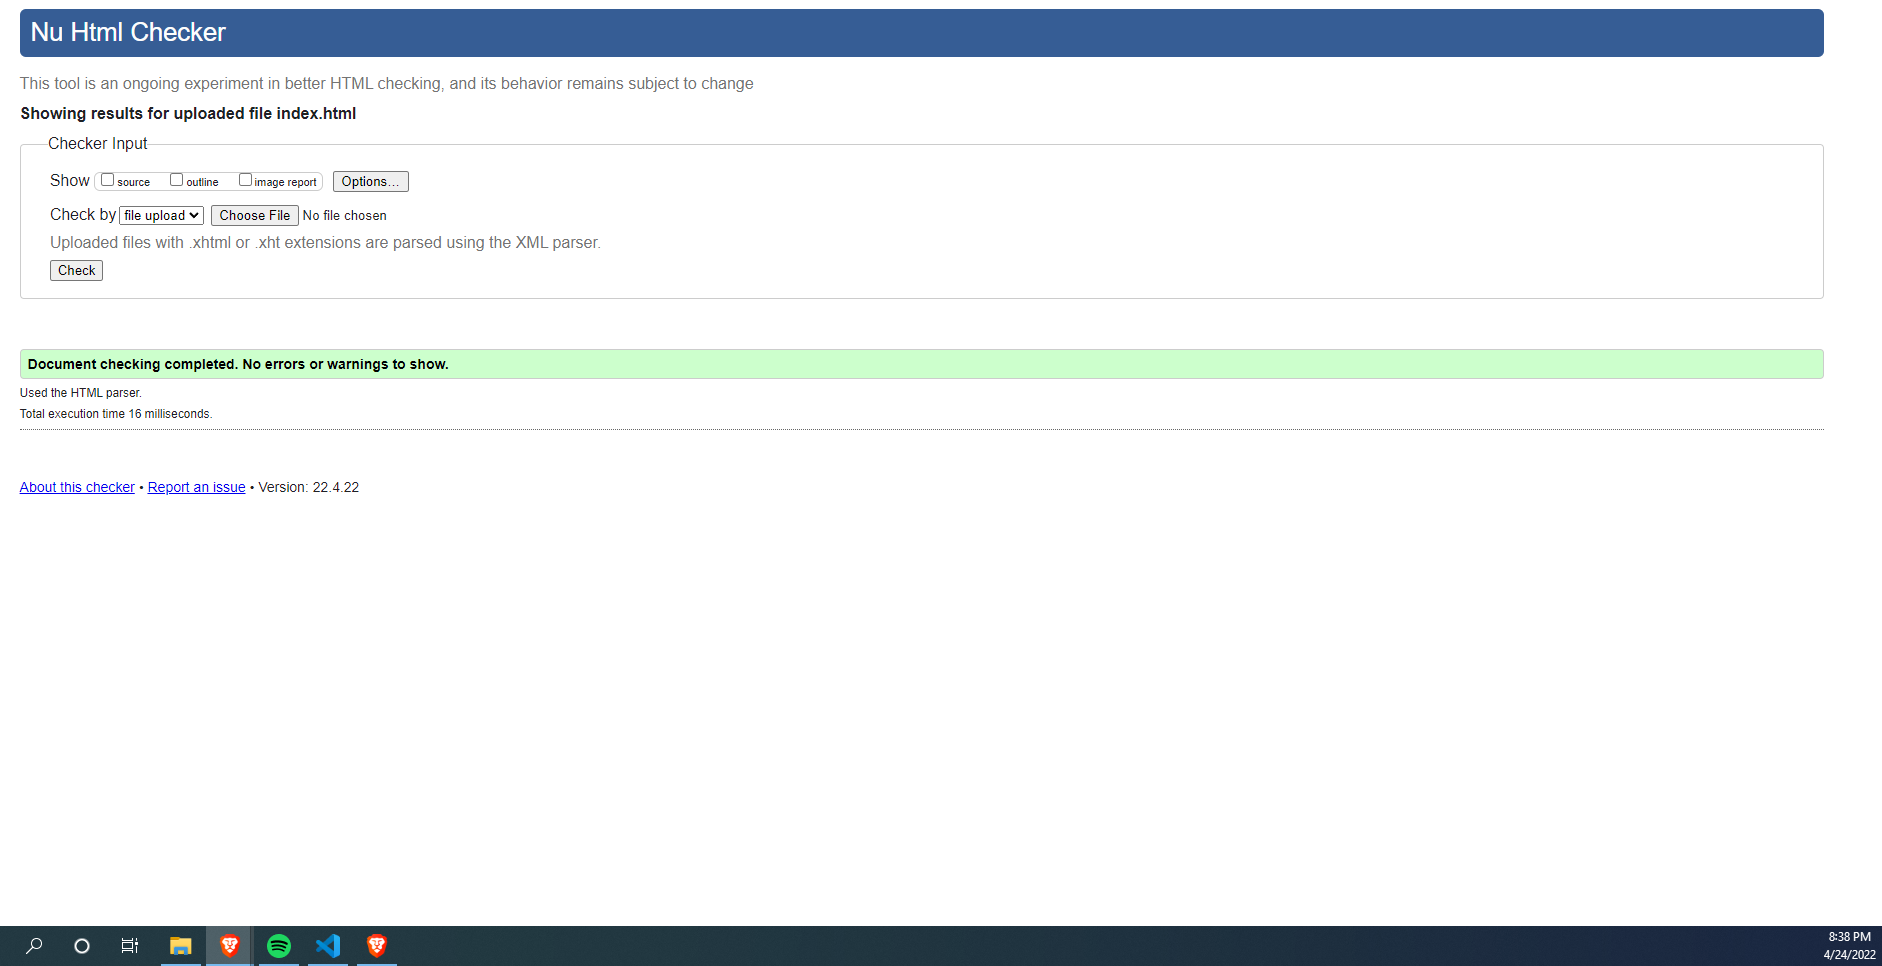 Nu Html Checker
This tool is an ongoing experiment in better HTML checking, and its behavior remains subject to change
Showing results for uploaded file index.html
Checker Input
Show source outline image report Options...
Check by file upload Choose File No file chosen
Uploaded files with .xhtml or .xht extensions are parsed using the XML parser.
Check
Document checking completed. No errors or warnings to show.
Used the HTML parser.
Total execution time 16 milliseconds.
About this checker • Report an issue • Version: 22.4.22
8:38 PM
4/24/2022